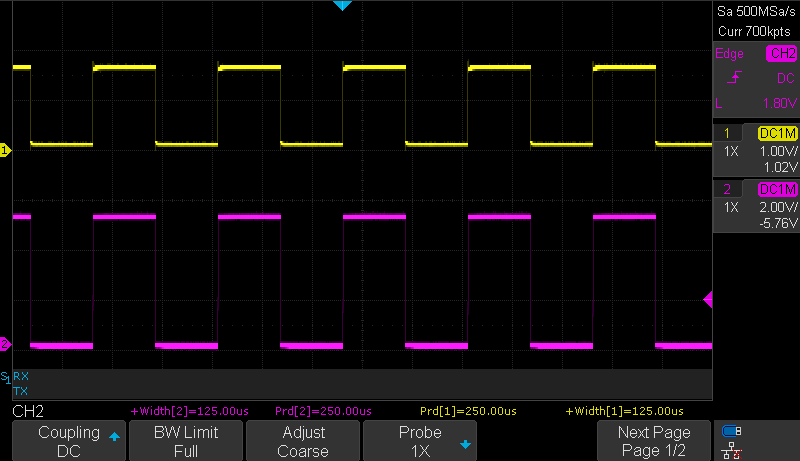 Sa 500MSa/s
Curr 700kpts
Edge CH2
DC
L 1.80V
1 DC1M
1X 1.00V/
1.02V
2 DC1M
1X 2.00V/
-5.76V
1
2
S1 RX
TX
CH2 +Width[2]=125.00us Prd[2]=250.00us Prd[1]=250.00us +Width[1]=125.00us
Coupling BW Limit Adjust Probe Next Page
DC Full Coarse 1X Page 1/2